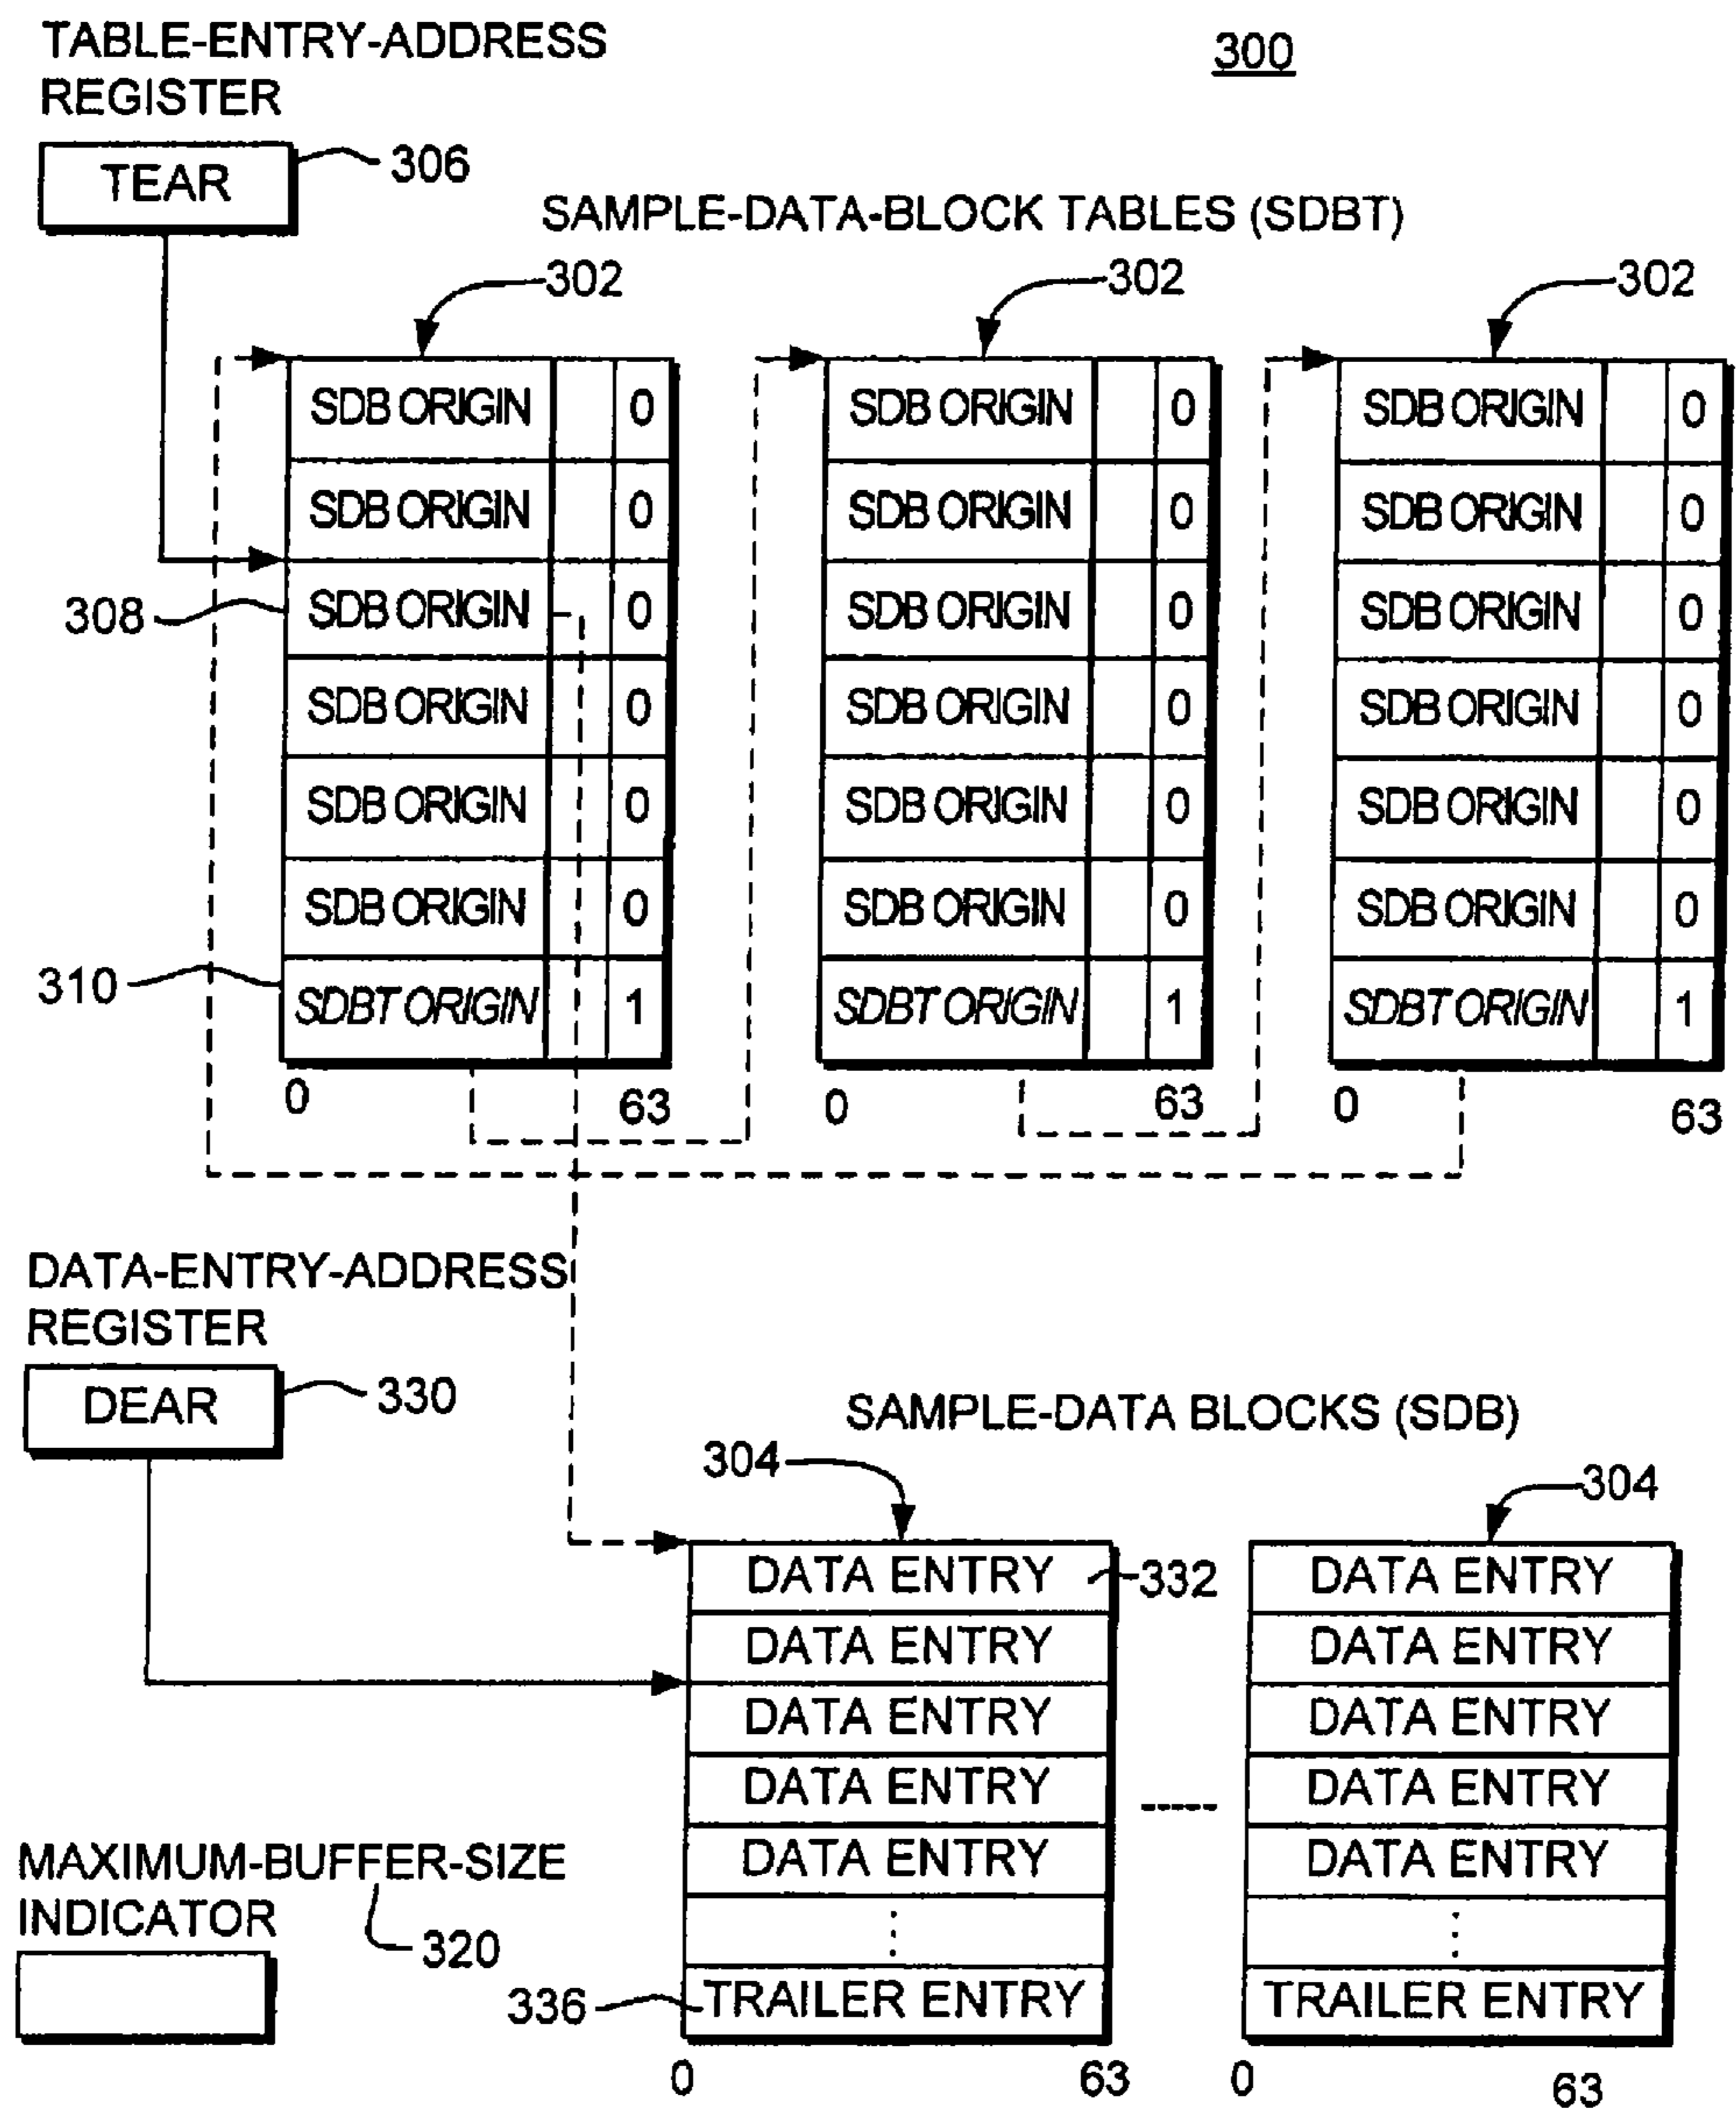 TABLE-ENTRY-ADDRESS
REGISTER
300
TEAR
306
SAMPLE-DATA-BLOCK TABLES (SDBT)
302 302 302
SDB ORIGIN 0 SDB ORIGIN 0 SDB ORIGIN 0
SDB ORIGIN 0 SDB ORIGIN 0 SDB ORIGIN 0
308 SDB ORIGIN 0 SDB ORIGIN 0 SDB ORIGIN 0
SDB ORIGIN 0 SDB ORIGIN 0 SDB ORIGIN 0
SDB ORIGIN 0 SDB ORIGIN 0 SDB ORIGIN 0
SDB ORIGIN 0 SDB ORIGIN 0 SDB ORIGIN 0
310 SDBT ORIGIN 1 SDBT ORIGIN 1 SDBT ORIGIN 1
0 63 0 63 0 63
DATA-ENTRY-ADDRESS
REGISTER
DEAR
330
SAMPLE-DATA BLOCKS (SDB)
304 304
DATA ENTRY 332 DATA ENTRY
DATA ENTRY DATA ENTRY
DATA ENTRY DATA ENTRY
DATA ENTRY DATA ENTRY
DATA ENTRY DATA ENTRY
MAXIMUM-BUFFER-SIZE
INDICATOR
320
336 TRAILER ENTRY TRAILER ENTRY
0 63 0 63